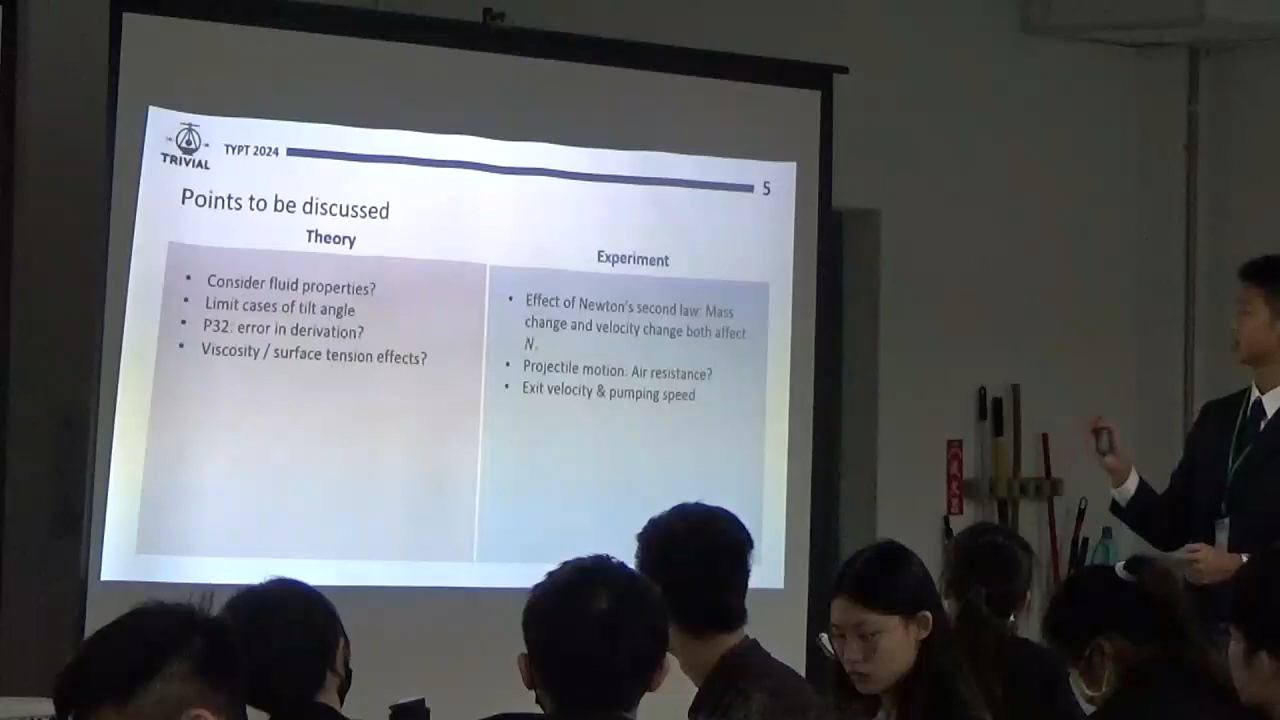 TRIVIAL
TYPT 2024
5
Points to be discussed
Theory
• Consider fluid properties?
• Limit cases of tilt angle
• P32: error in derivation?
• Viscosity / surface tension effects?
Experiment
• Effect of Newton's second law: Mass
change and velocity change both affect
N.
• Projectile motion: Air resistance?
• Exit velocity & pumping speed